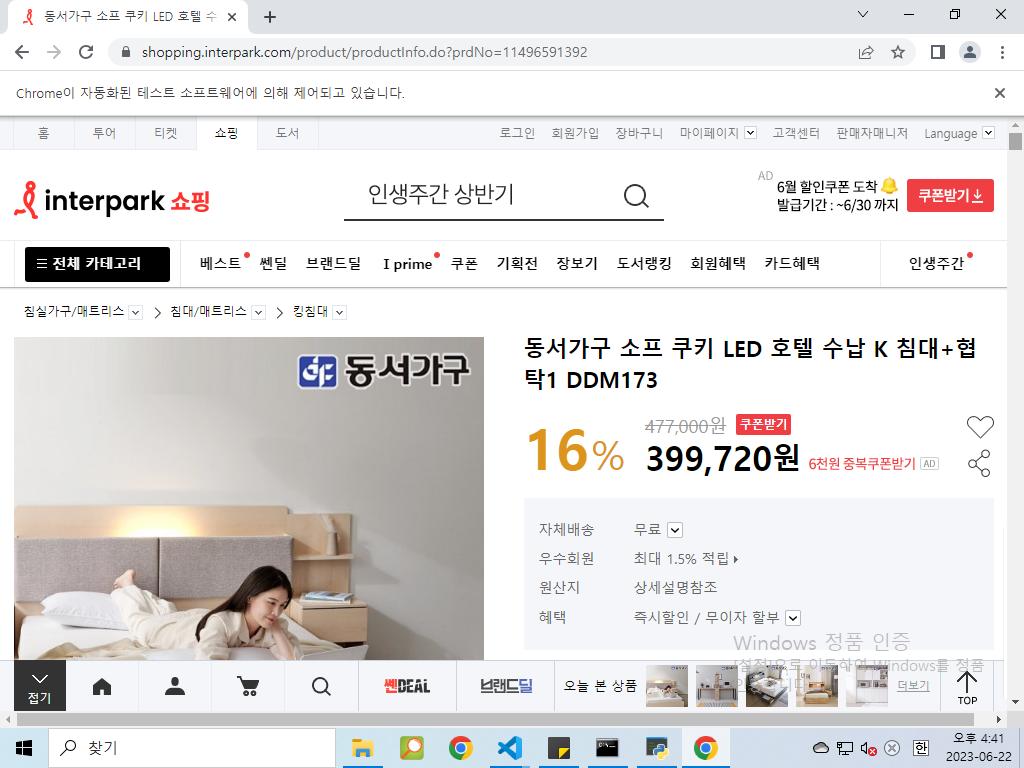 동서가구 소프 쿠키 LED 호텔 수
shopping.interpark.com/product/productInfo.do?prdNo=11496591392
Chrome이 자동화된 테스트 소프트웨어에 의해 제어되고 있습니다.
홈 투어 티켓 쇼핑 도서 로그인 회원가입 장바구니 마이페이지 고객센터 판매자매니저 Language
AD
interpark 쇼핑 인생주간 상반기 6월 할인쿠폰 도착 쿠폰받기
발급기간 : ~6/30 까지
전체 카테고리 베스트 쎈딜 브랜드딜 I prime 쿠폰 기획전 장보기 도서랭킹 회원혜택 카드혜택 인생주간
침실가구/매트리스 침대/매트리스 킹침대
동서가구
동서가구 소프 쿠키 LED 호텔 수납 K 침대+협
탁1 DDM173
477,000원 쿠폰받기
16% 399,720원 6천원 중복쿠폰받기 AD
자체배송 무료
우수회원 최대 1.5% 적립
원산지 상세설명참조
혜택 즉시할인 / 무이자 할부
Windows 정품 인증
[설정]으로 이동하여 Windows를 정품
접기 쎈DEAL 브랜드딜 오늘 본 상품 더보기 TOP
찾기 한 오후 4:41
2023-06-22